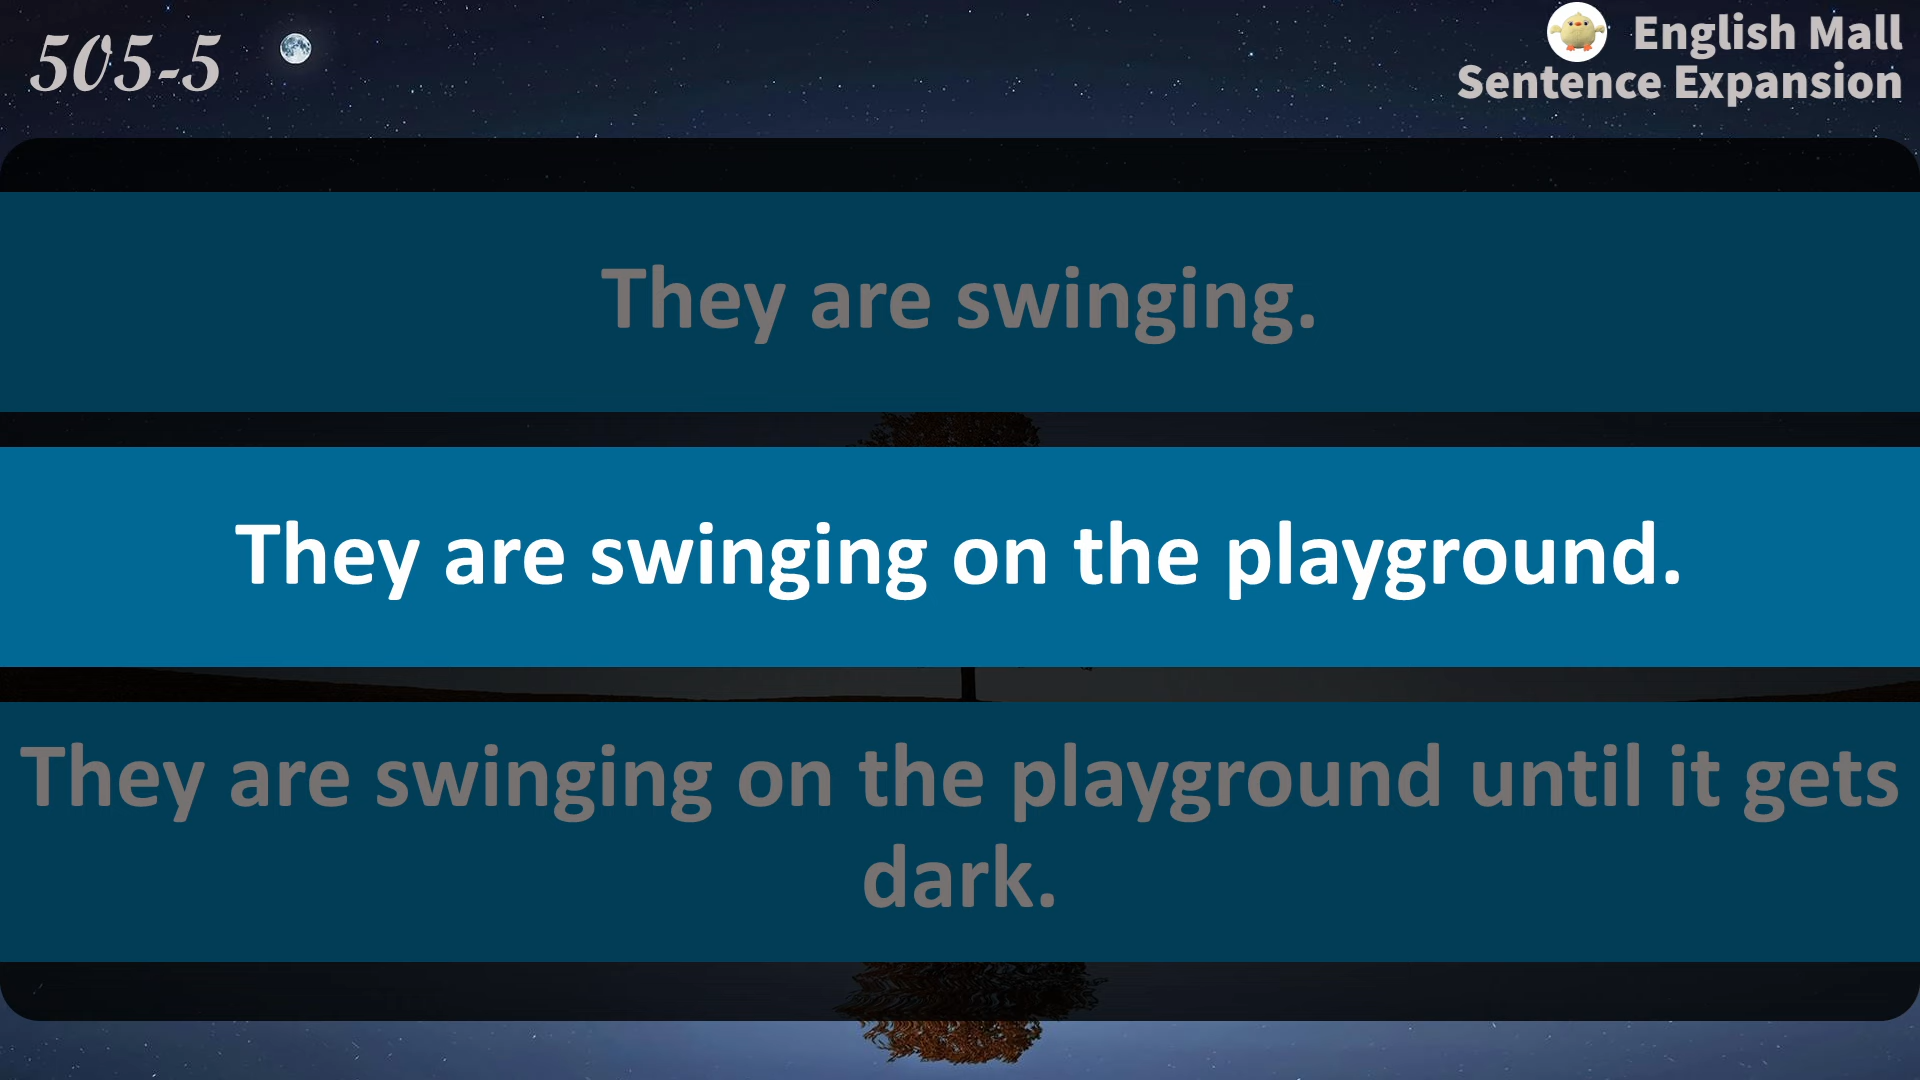 505-5
English Mall
Sentence Expansion
They are swinging.
They are swinging on the playground.
They are swinging on the playground until it gets
dark.